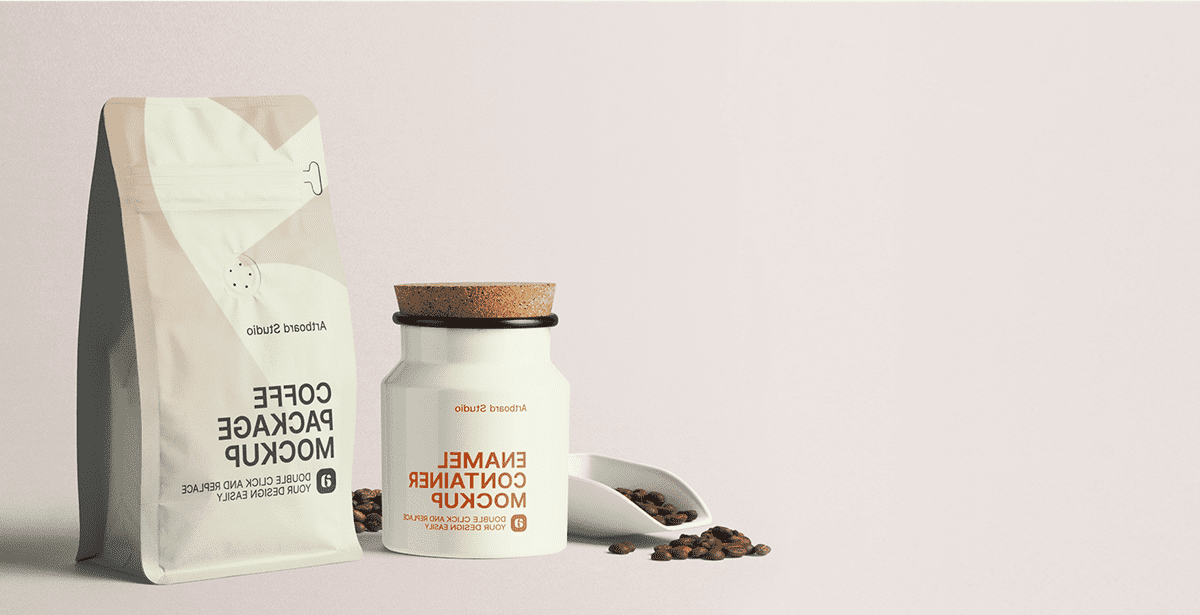 Artboard Studio
COFFE
PACKAGE
MOCKUP
a
DOUBLE CLICK AND REPLACE
YOUR DESIGN EASILY
Artboard Studio
ENAMEL
CONTAINER
MOCKUP
a
DOUBLE CLICK AND REPLACE
YOUR DESIGN EASILY